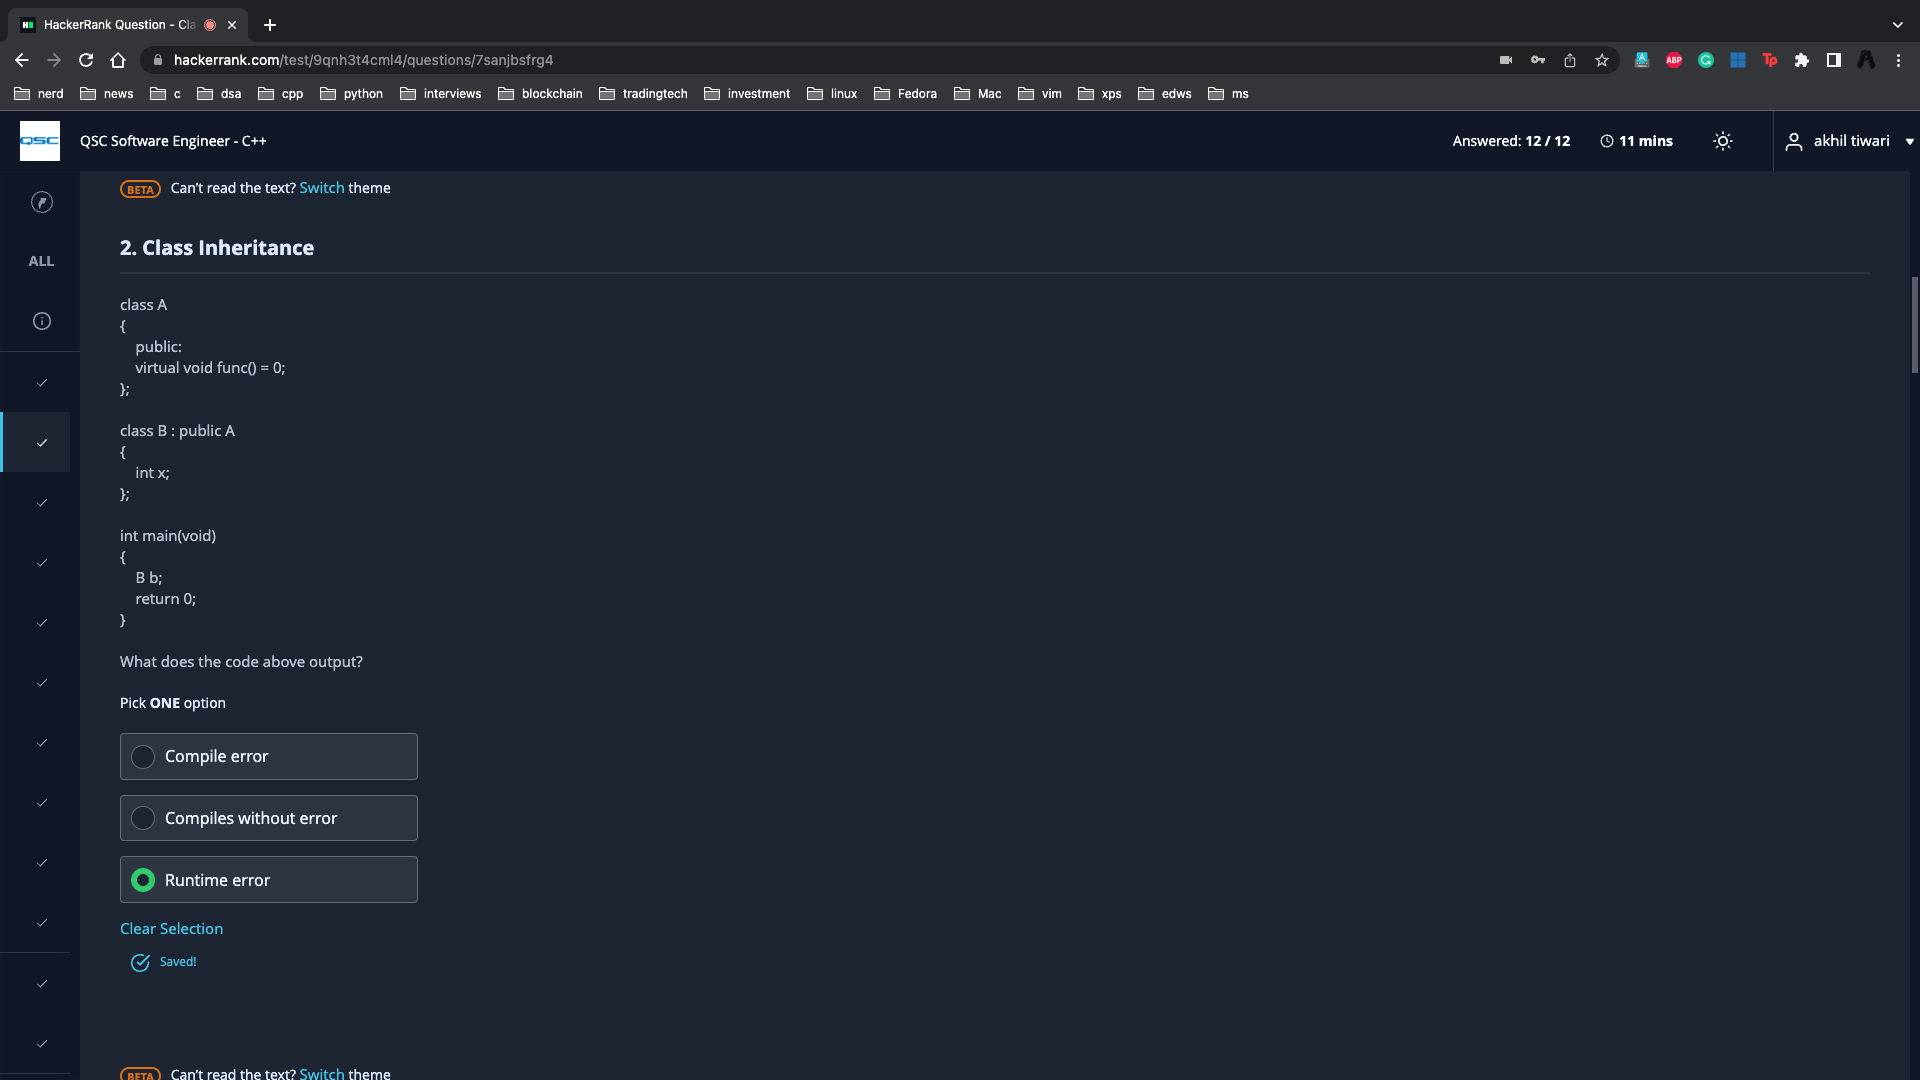 HackerRank Question - Cla
hackerrank.com/test/9qnh3t4cml4/questions/7sanjbsfrg4
ABP
Tp
nerd news c dsa cpp python interviews blockchain tradingtech investment linux Fedora Mac vim xps edws ms
QSC
QSC Software Engineer - C++
Answered: 12 / 12
11 mins
akhil tiwari
BETA Can't read the text? Switch theme
ALL
2. Class Inheritance
class A
{
public:
virtual void func() = 0;
};
class B : public A
{
int x;
};
int main(void)
{
B b;
return 0;
}
What does the code above output?
Pick ONE option
Compile error
Compiles without error
Runtime error
Clear Selection
Saved!
BETA Can't read the text? Switch theme